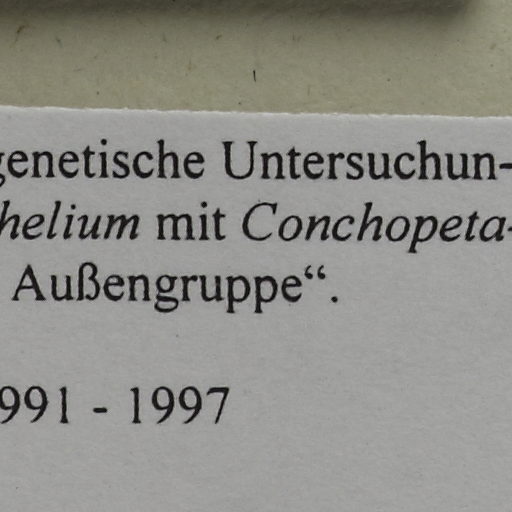 genetische Untersuchun-
helium mit Conchopeta-
Außengruppe“.
991 - 1997